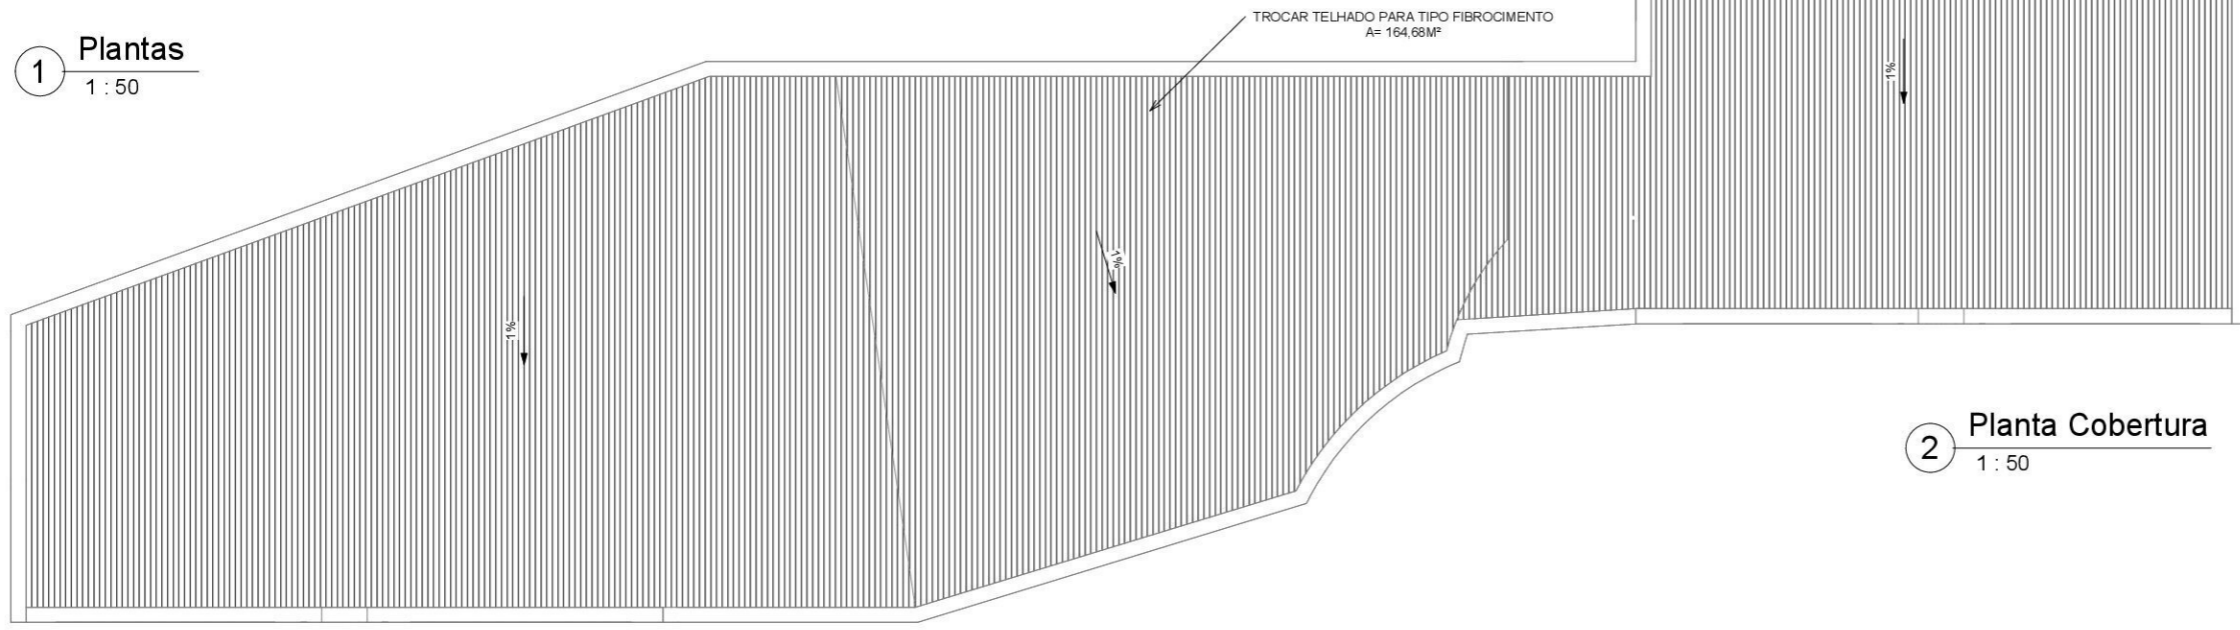 1 Plantas
1 : 50
TROCAR TELHADO PARA TIPO FIBROCIMENTO
A= 164,68M²
1%
1%
1%
2 Planta Cobertura
1 : 50